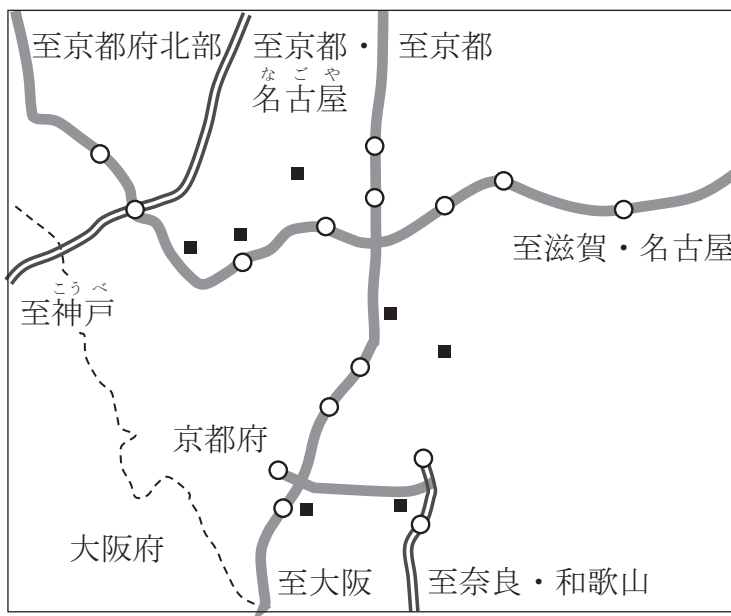 至京都府北部
至京都・
なごや
名古屋
至京都
至滋賀・名古屋
こうべ
至神戸
京都府
大阪府
至大阪
至奈良・和歌山